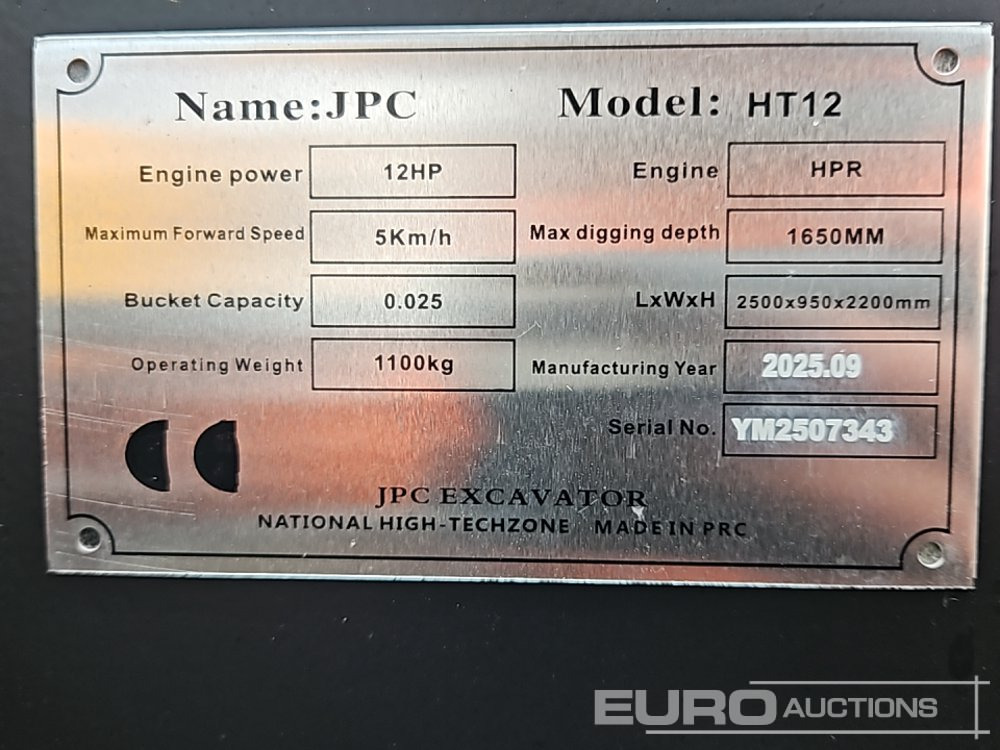 Name:JPC Model: HT12
Engine power 12HP Engine HPR
Maximum Forward Speed 5Km/h Max digging depth 1650MM
Bucket Capacity 0.025 LxWxH 2500x950x2200mm
Operating Weight 1100kg Manufacturing Year 2025.09
Serial No. YM2507343
JPC EXCAVATOR
NATIONAL HIGH-TECHZONE MADE IN PRC
EURO AUCTIONS